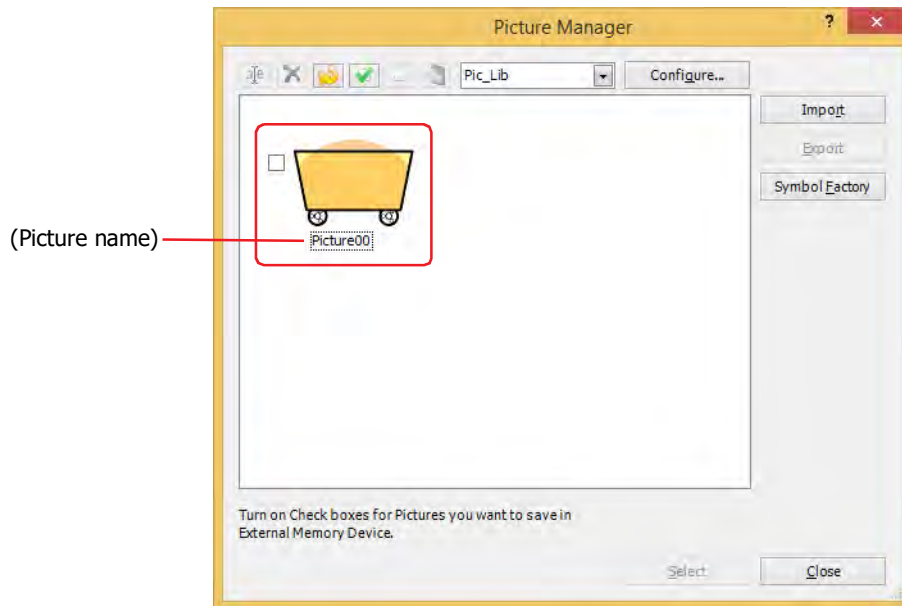 Picture Manager
?
×
a|e
Pic_Lib
Configure...
Import
Export
Symbol Factory
(Picture name)
Picture00
Turn on Check boxes for Pictures you want to save in
External Memory Device.
Select
Close